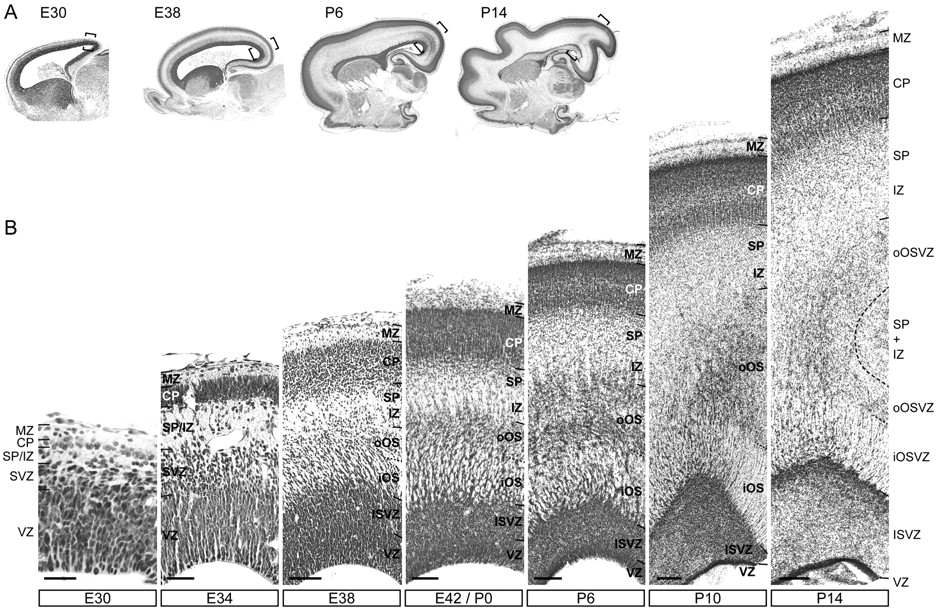 A
E30
E38
P6
P14
B
MZ
CP
SP/IZ
SVZ
VZ
MZ
CP
SP/IZ
SVZ
VZ
MZ
CP
SP
IZ
oOS
iOS
ISVZ
VZ
MZ
CP
SP
IZ
oOS
iOS
ISVZ
VZ
MZ
CP
SP
IZ
oOS
iOS
ISVZ
VZ
MZ
CP
SP
IZ
oOS
iOS
ISVZ
VZ
MZ
CP
SP
IZ
oOSVZ
SP
+
IZ
oOSVZ
iOSVZ
ISVZ
VZ
E30
E34
E38
E42 / P0
P6
P10
P14